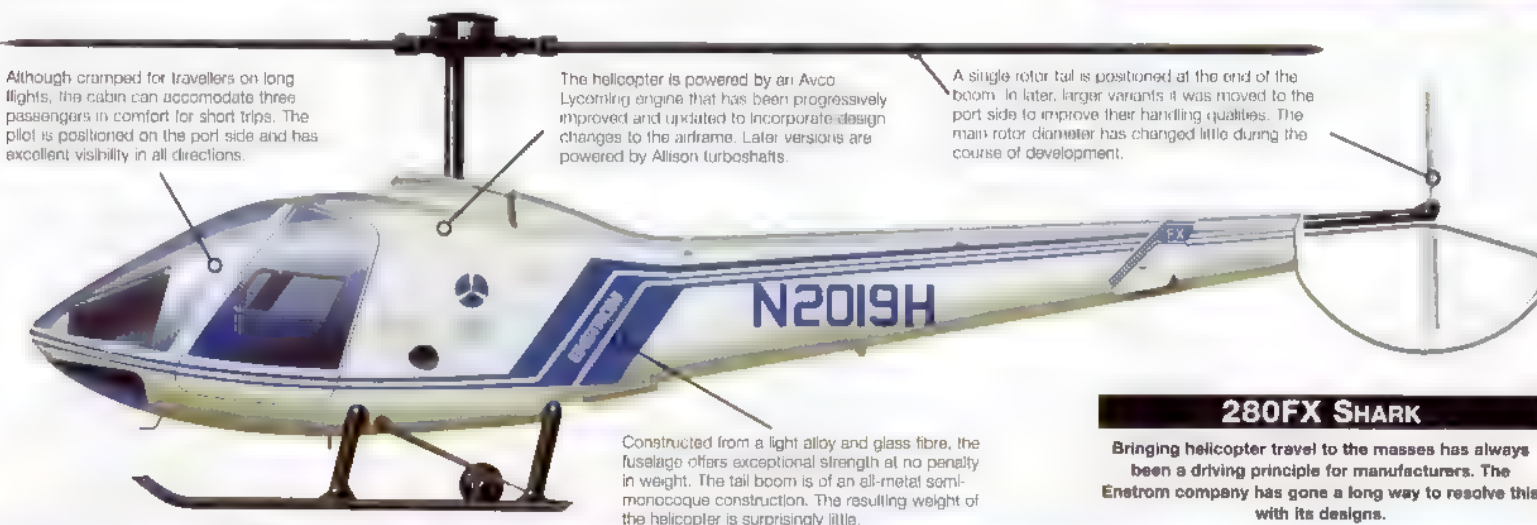 Although cramped for travellers on long
flights, the cabin can accomodate three
passengers in comfort for short trips. The
pilot is positioned on the port side and has
excellent visibility in all directions.
The helicopter is powered by an Avco
Lycoming engine that has been progressively
improved and updated to incorporate design
changes to the airframe. Later versions are
powered by Allison turboshafts.
A single rotor tail is positioned at the end of the
boom. In later, larger variants it was moved to the
port side to improve their handling qualities. The
main rotor diameter has changed little during the
course of development.
FX
N2019H
ENSTROM
Constructed from a light alloy and glass fibre, the
fuselage offers exceptional strength at no penalty
in weight. The tail boom is of an all-metal semi-
monocoque construction. The resulting weight of
the helicopter is surprisingly little.
280FX SHARK
Bringing helicopter travel to the masses has always
been a driving principle for manufacturers. The
Enstrom company has gone a long way to resolve this
with its designs.